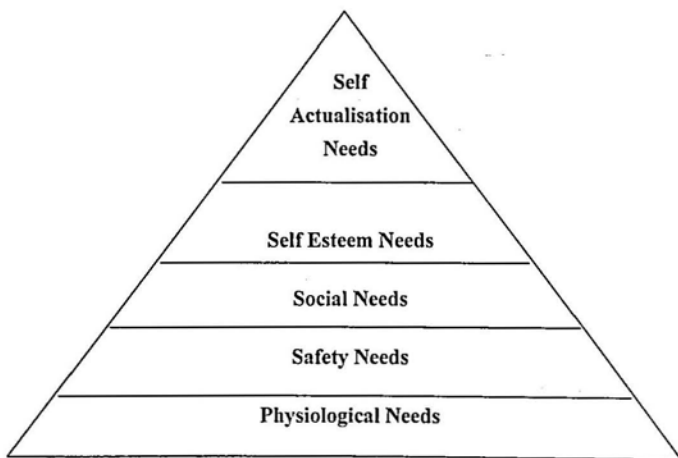 Self
Actualisation
Needs
Self Esteem Needs
Social Needs
Safety Needs
Physiological Needs